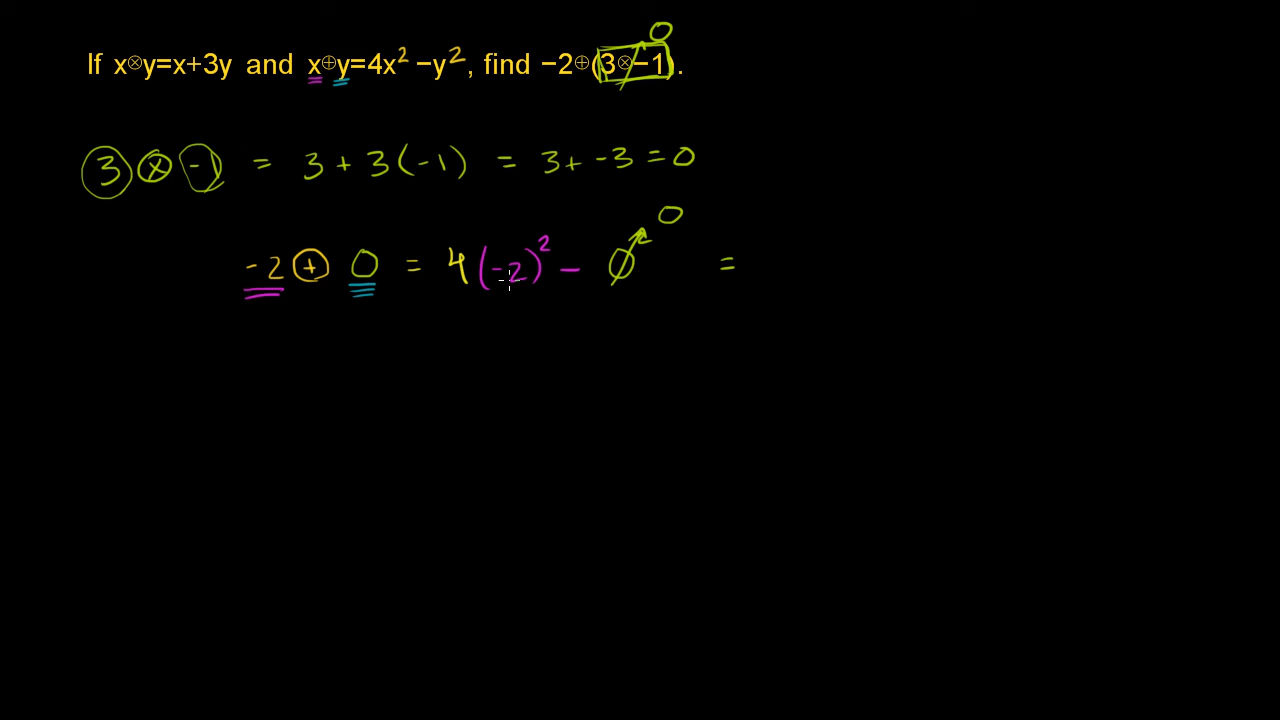 0
If x⊗y=x+3y and x⊕y=4x²−y², find −2⊕(3⊗−1).
3 ⊗ -1 = 3 + 3(-1) = 3 + -3 = 0
0
-2 ⊕ 0 = 4(-2)² - 0² =